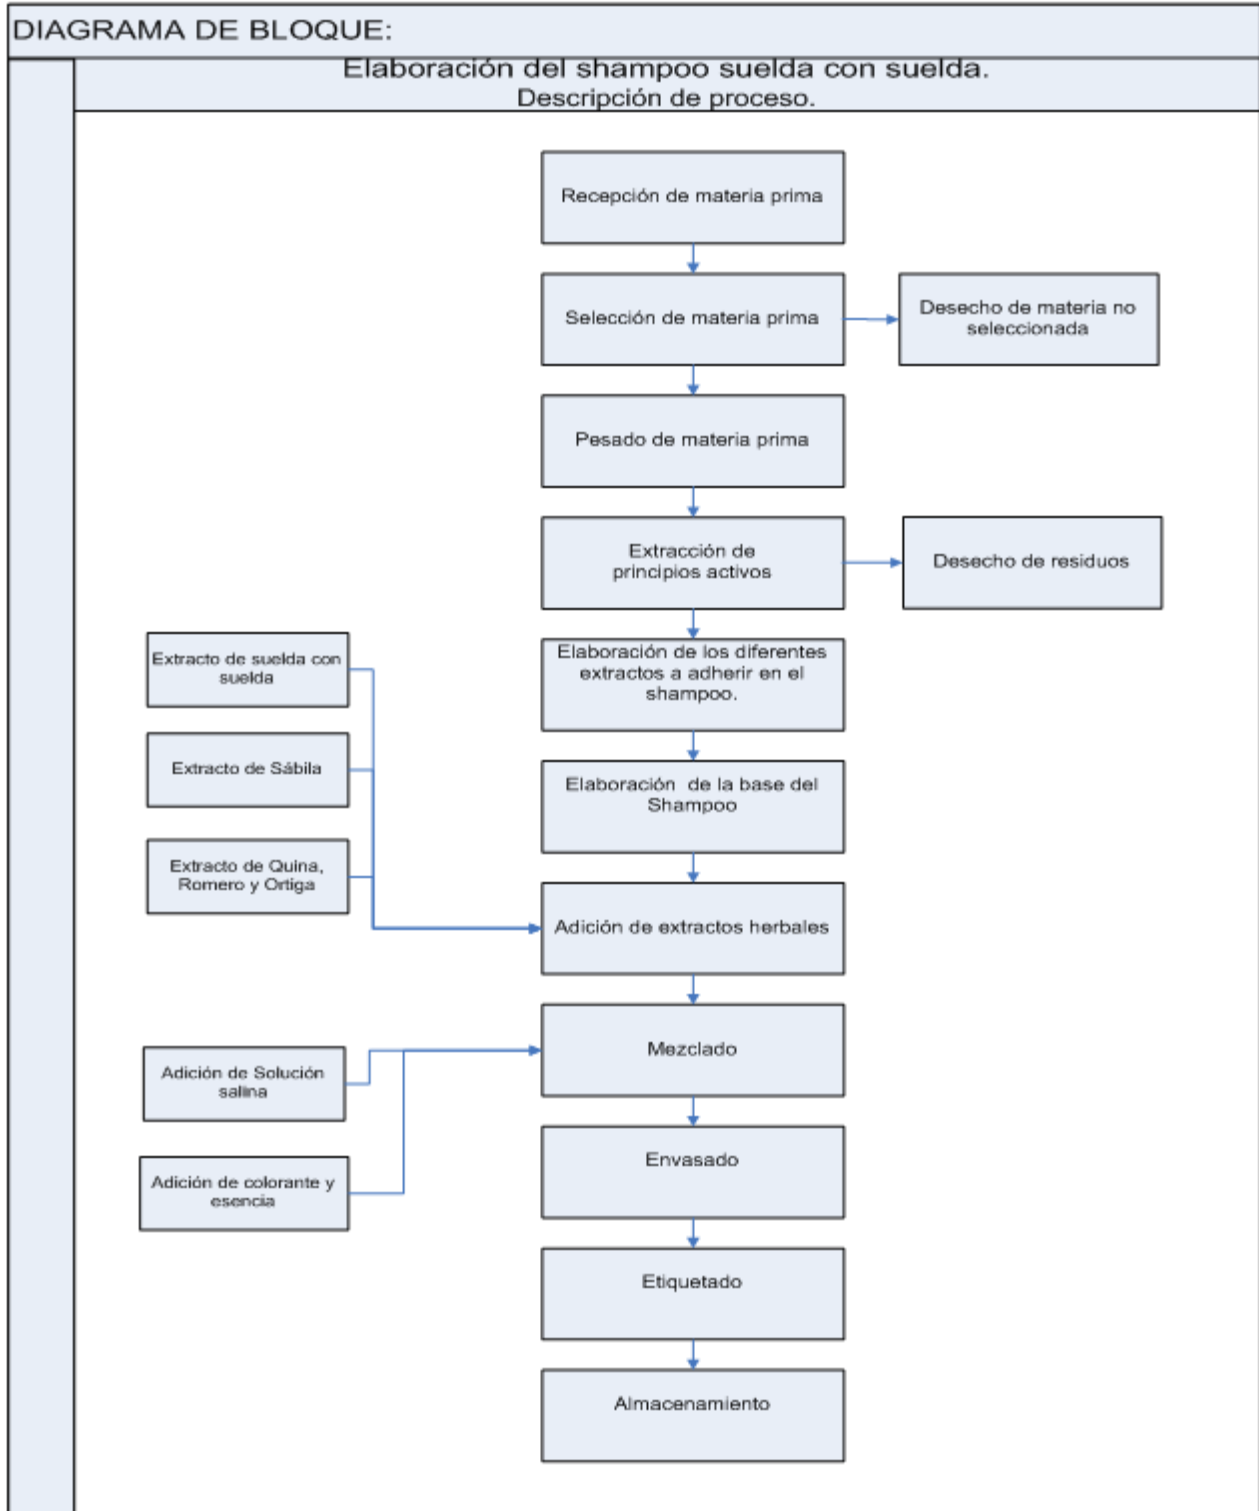 DIAGRAMA DE BLOQUE:
Elaboración del shampoo suelda con suelda.
Descripción de proceso.
Recepción de materia prima
Selección de materia prima
Desecho de materia no
seleccionada
Pesado de materia prima
Extracción de
principios activos
Desecho de residuos
Extracto de suelda con
suelda
Elaboración de los diferentes
extractos a adherir en el
shampoo.
Extracto de Sábila
Elaboración  de la base del
Shampoo
Extracto de Quina,
Romero y Ortiga
Adición de extractos herbales
Mezclado
Adición de Solución
salina
Envasado
Adición de colorante y
esencia
Etiquetado
Almacenamiento